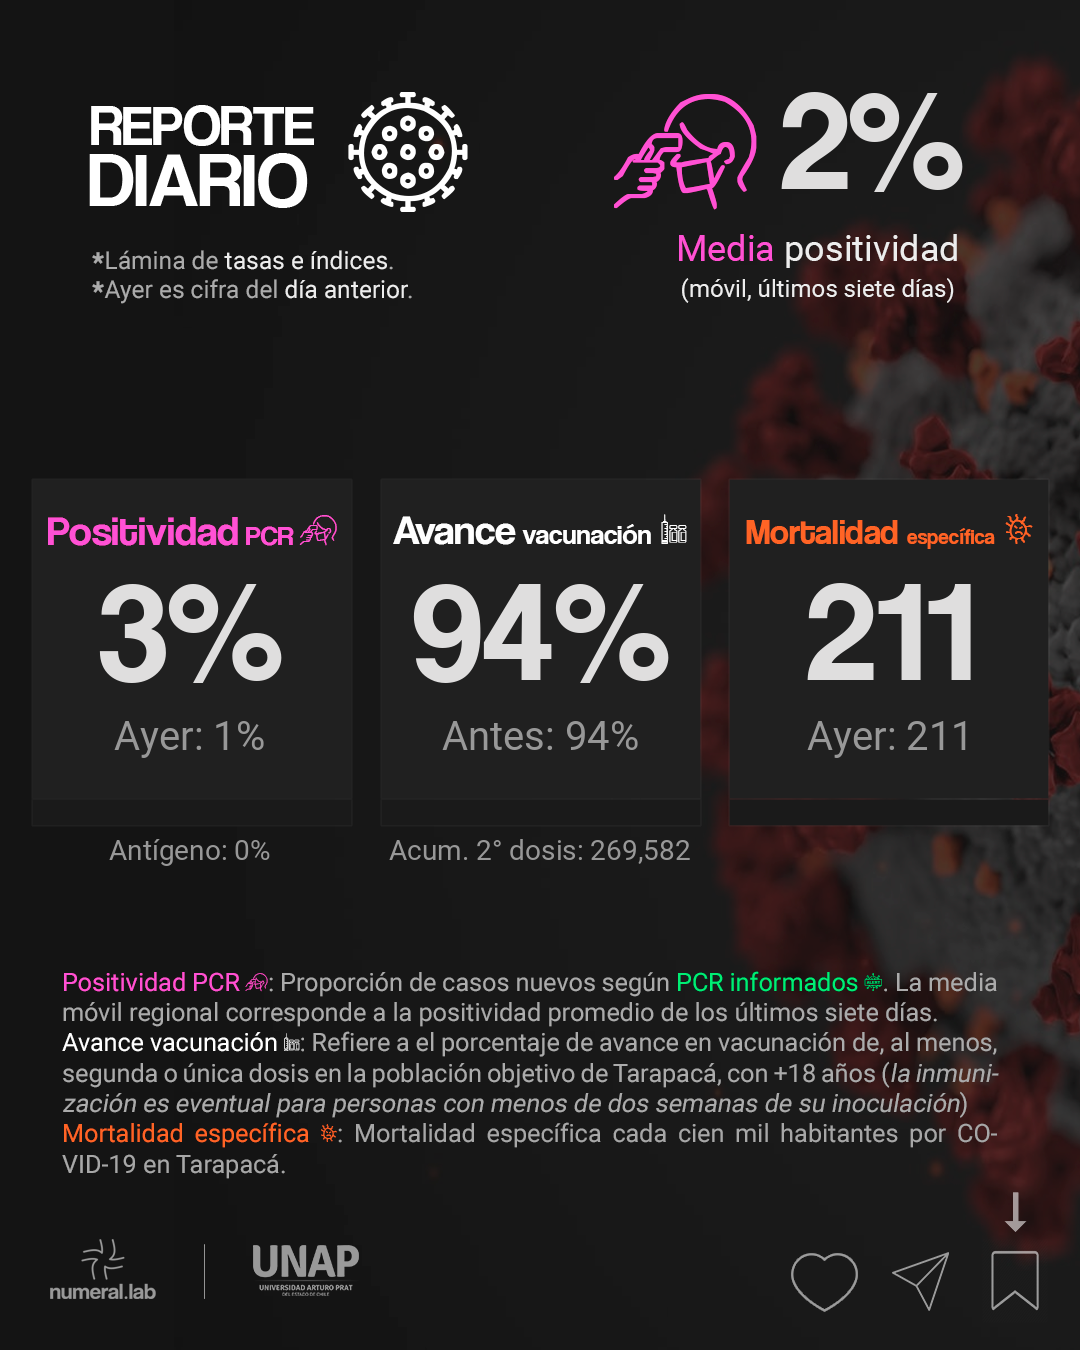 REPORTE
DIARIO
*Lámina de tasas e índices.
*Ayer es cifra del día anterior.
2%
Media positividad
(móvil, últimos siete días)
Positividad PCR
3%
Ayer: 1%
Antígeno: 0%
Avance vacunación
94%
Antes: 94%
Acum. 2° dosis: 269,582
Mortalidad específica
211
Ayer: 211
Positividad PCR: Proporción de casos nuevos según PCR informados. La media
móvil regional corresponde a la positividad promedio de los últimos siete días.
Avance vacunación: Refiere a el porcentaje de avance en vacunación de, al menos,
segunda o única dosis en la población objetivo de Tarapacá, con +18 años (la inmuni-
zación es eventual para personas con menos de dos semanas de su inoculación)
Mortalidad específica: Mortalidad específica cada cien mil habitantes por CO-
VID-19 en Tarapacá.
numeral.lab
UNAP
UNIVERSIDAD ARTURO PRAT
DEL ESTADO DE CHILE